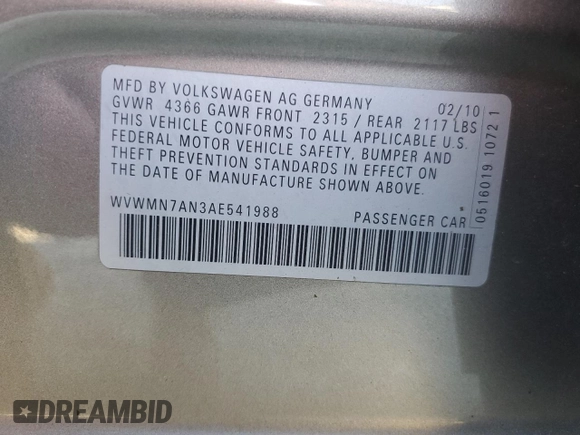 MFD BY VOLKSWAGEN AG GERMANY 02/10
GVWR 4366 GAWR FRONT 2315 / REAR 2117 LBS
THIS VEHICLE CONFORMS TO ALL APPLICABLE U.S.
FEDERAL MOTOR VEHICLE SAFETY, BUMPER AND
THEFT PREVENTION STANDARDS IN EFFECT ON
THE DATE OF MANUFACTURE SHOWN ABOVE.
WVWMN7AN3AE541988 PASSENGER CAR
0516019 1072 1
DREAMBID